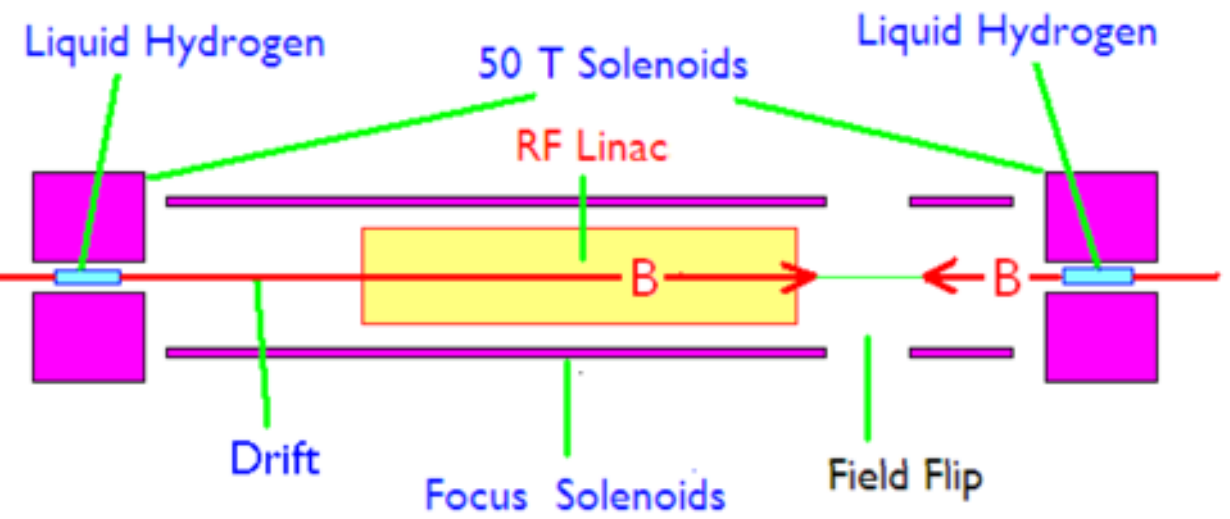 Liquid Hydrogen
50 T Solenoids
Liquid Hydrogen
RF Linac
B
B
Drift
Focus Solenoids
Field Flip